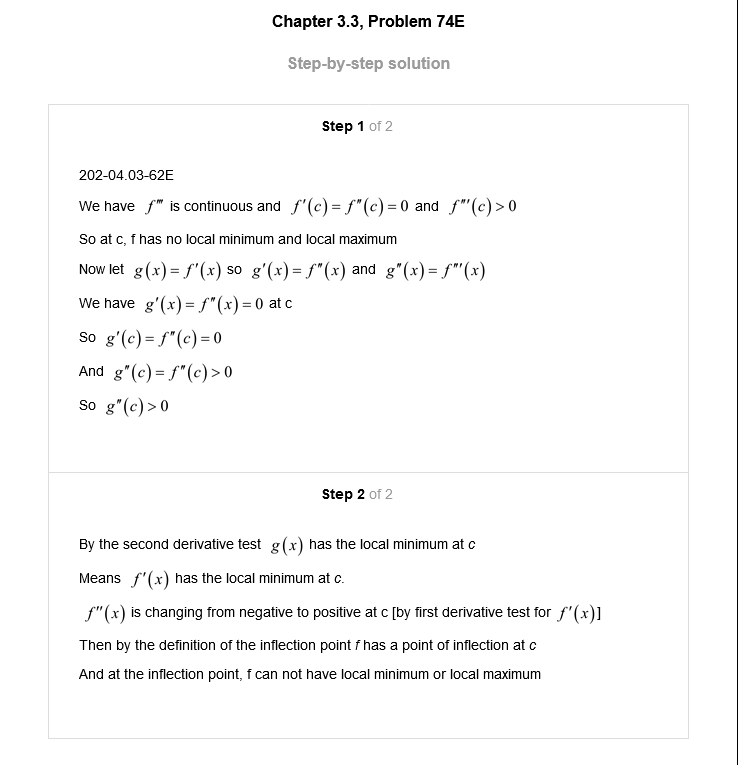 Chapter 3.3, Problem 74E
Step-by-step solution
Step 1 of 2
202-04.03-62E
We have f''' is continuous and f'(c) = f''(c) = 0 and f'''(c) > 0
So at c, f has no local minimum and local maximum
Now let g(x) = f'(x) so g'(x) = f''(x) and g''(x) = f'''(x)
We have g'(x) = f''(x) = 0 at c
So g'(c) = f''(c) = 0
And g''(c) = f''(c) > 0
So g''(c) > 0
Step 2 of 2
By the second derivative test g(x) has the local minimum at c
Means f'(x) has the local minimum at c.
f''(x) is changing from negative to positive at c [by first derivative test for f'(x)]
Then by the definition of the inflection point f has a point of inflection at c
And at the inflection point, f can not have local minimum or local maximum